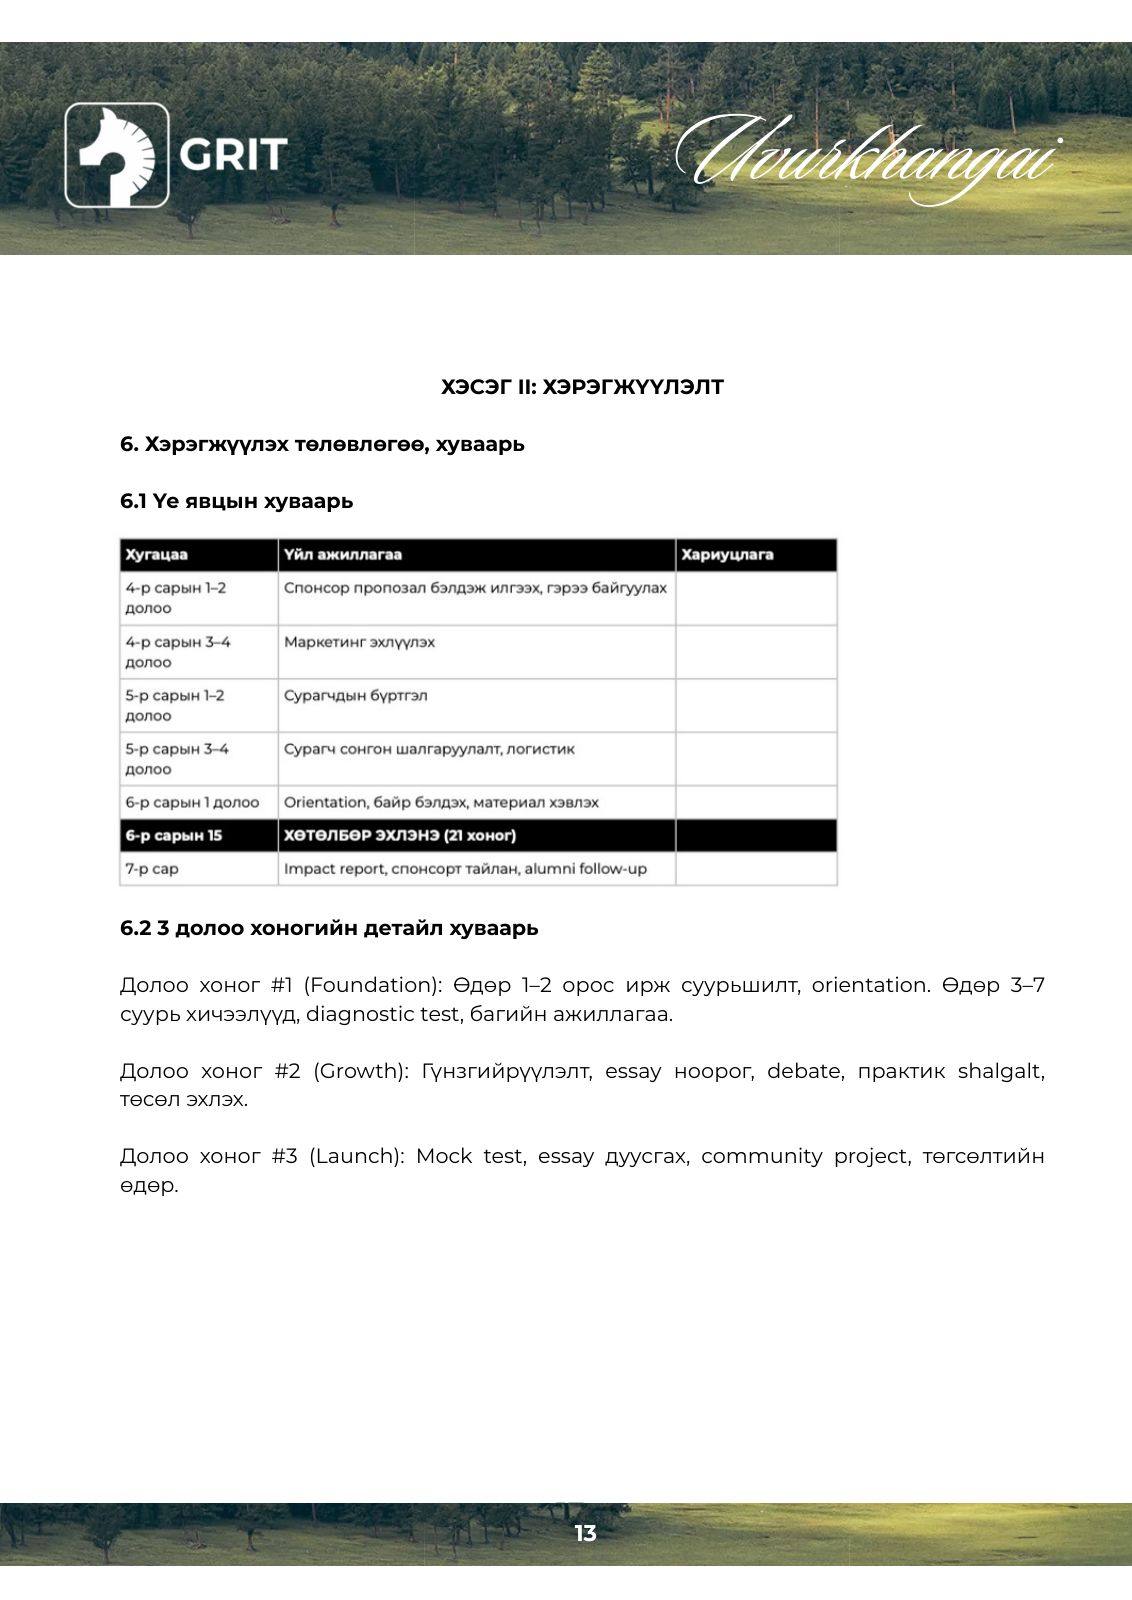 GRIT
Uvurkhangai
ХЭСЭГ II: ХЭРЭГЖҮҮЛЭЛТ
6. Хэрэгжүүлэх төлөвлөгөө, хуваарь
6.1 Үе явцын хуваарь
Хугацаа Үйл ажиллагаа Хариуцлага
4-р сарын 1–2 Спонсор пропозал бэлдэж илгээх, гэрээ байгуулах
долоо
4-р сарын 3–4 Маркетинг эхлүүлэх
долоо
5-р сарын 1–2 Сурагчдын бүртгэл
долоо
5-р сарын 3–4 Сурагч сонгон шалгаруулалт, логистик
долоо
6-р сарын 1 долоо Orientation, байр бэлдэх, материал хэвлэх
6-р сарын 15 ХӨТӨЛБӨР ЭХЛЭНЭ (21 хоног)
7-р сар Impact report, спонсорт тайлан, alumni follow-up
6.2 3 долоо хоногийн детайл хуваарь
Долоо хоног #1 (Foundation): Өдөр 1–2 орос ирж суурьшилт, orientation. Өдөр 3–7
суурь хичээлүүд, diagnostic test, багийн ажиллагаа.
Долоо хоног #2 (Growth): Гүнзгийрүүлэлт, essay ноорог, debate, практик shalgalt,
төсөл эхлэх.
Долоо хоног #3 (Launch): Mock test, essay дуусгах, community project, төгсөлтийн
өдөр.
13